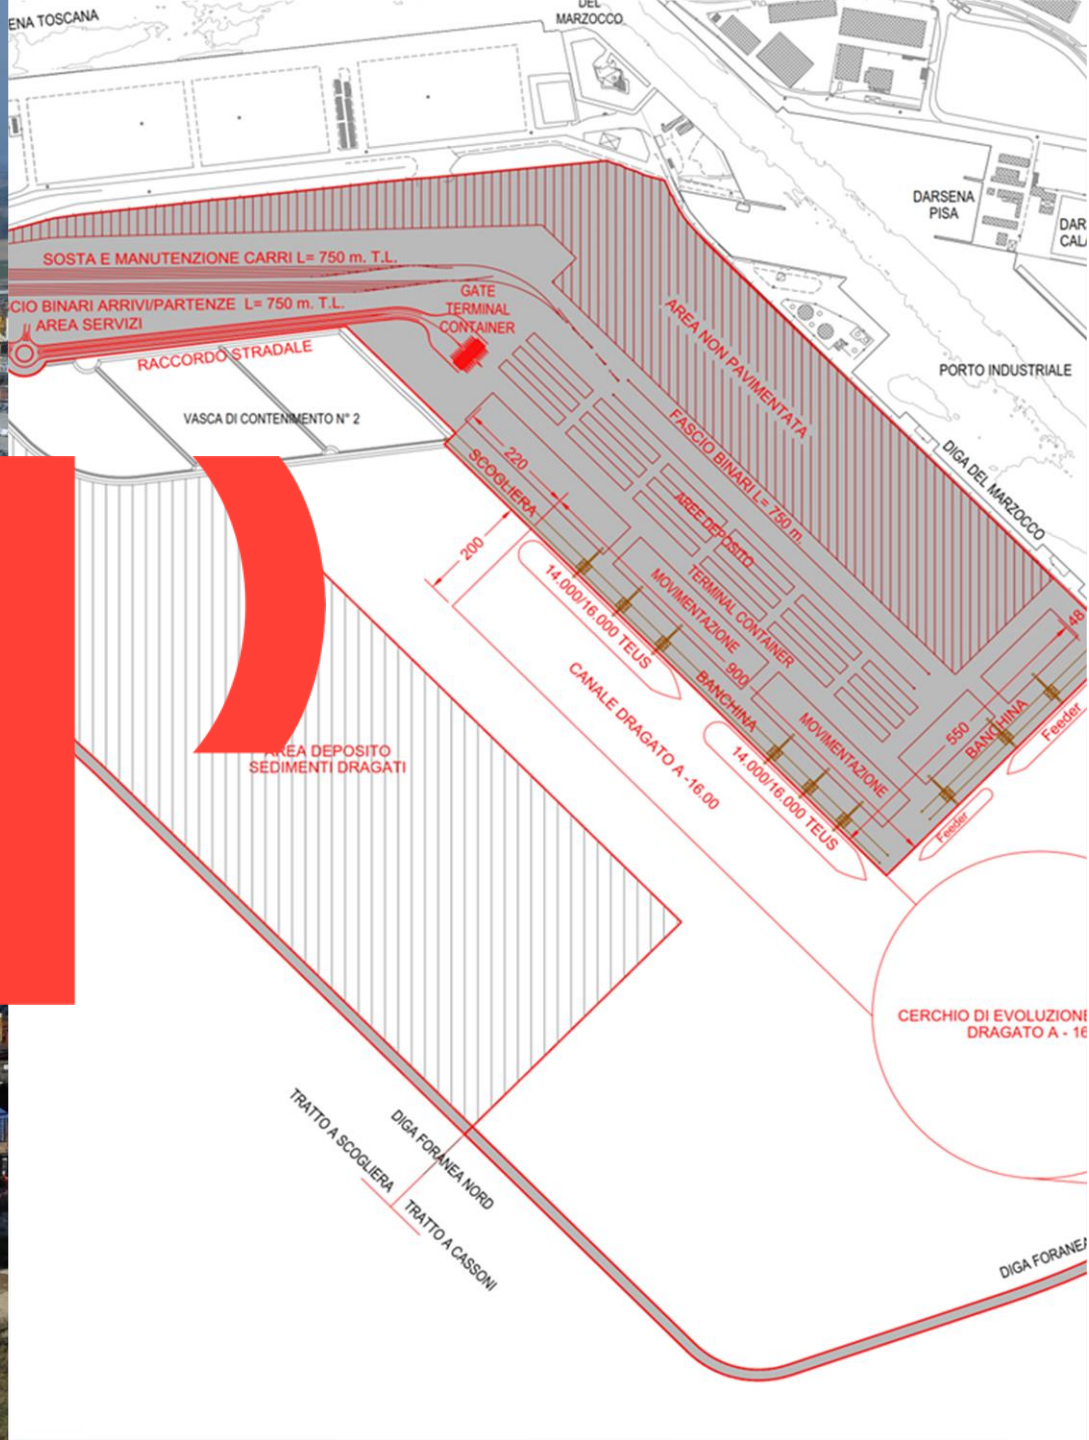 ENA TOSCANA
DEL
MARZOCCO
DARSENA
PISA
DAR
CAL
SOSTA E MANUTENZIONE CARRI L= 750 m. T.L.
CIO BINARI ARRIVI/PARTENZE L= 750 m. T.L.
AREA SERVIZI
RACCORDO STRADALE
GATE
TERMINAL
CONTAINER
AREA NON PAVIMENTATA
PORTO INDUSTRIALE
VASCA DI CONTENIMENTO N° 2
FASCIO BINARI L= 750 m.
DIGA DEL MARZOCCO
220
SCOGLIERA
200
AREE DEPOSITO
TERMINAL CONTAINER
MOVIMENTAZIONE
14.000/16.000 TEUS
900
BANCHINA
CANALE DRAGATO A -16.00
MOVIMENTAZIONE
14.000/16.000 TEUS
48
550
BANCHINA
Feeder
Feeder
AREA DEPOSITO
SEDIMENTI DRAGATI
CERCHIO DI EVOLUZIONE
DRAGATO A - 16
TRATTO A SCOGLIERA
DIGA FORANEA NORD
TRATTO A CASSONI
DIGA FORANEA